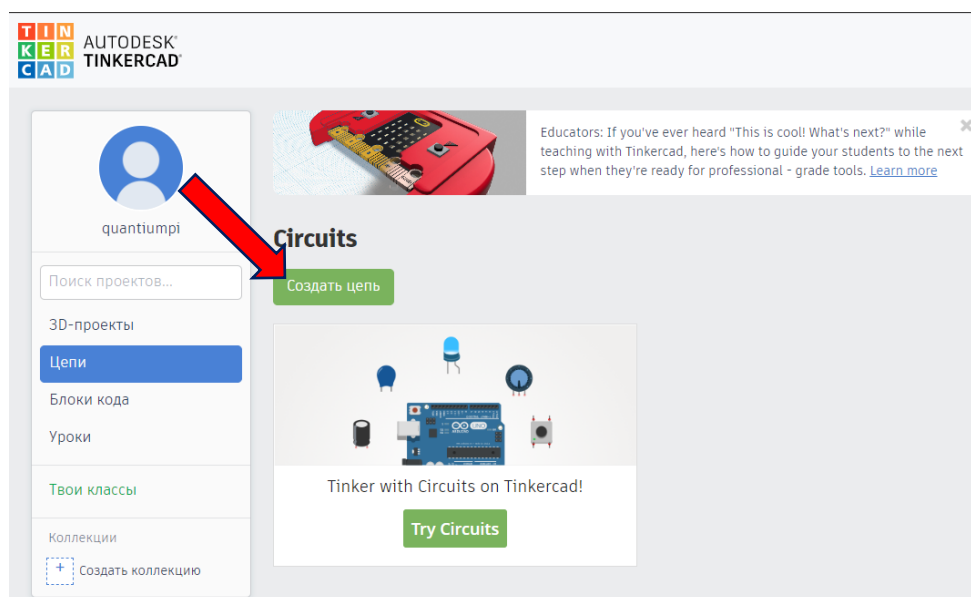 TIN
KER
CAD
AUTODESK®
TINKERCAD®
quantiumpi
Поиск проектов...
3D-проекты
Цепи
Блоки кода
Уроки
Твои классы
Коллекции
+ Создать коллекцию
Educators: If you've ever heard "This is cool! What's next?" while
teaching with Tinkercad, here's how to guide your students to the next
step when they're ready for professional - grade tools. Learn more
Circuits
Создать цепь
Tinker with Circuits on Tinkercad!
Try Circuits